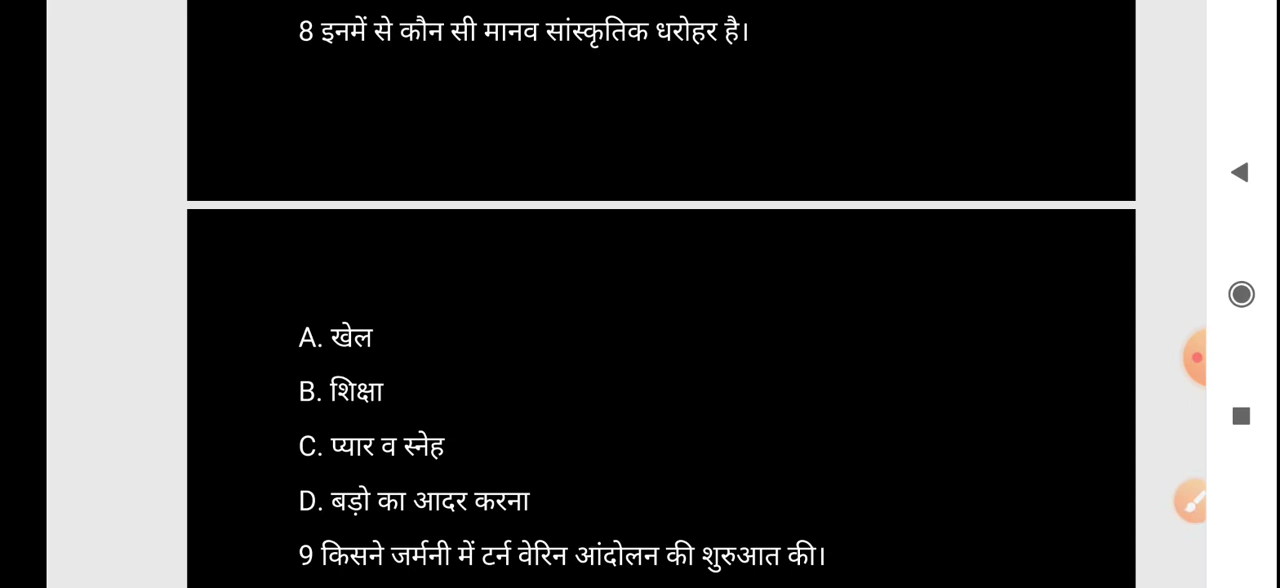 8 इनमें से कौन सी मानव सांस्कृतिक धरोहर है।
A. खेल
B. शिक्षा
C. प्यार व स्नेह
D. बड़ो का आदर करना
9 किसने जर्मनी में टर्न वेरिन आंदोलन की शुरुआत की।